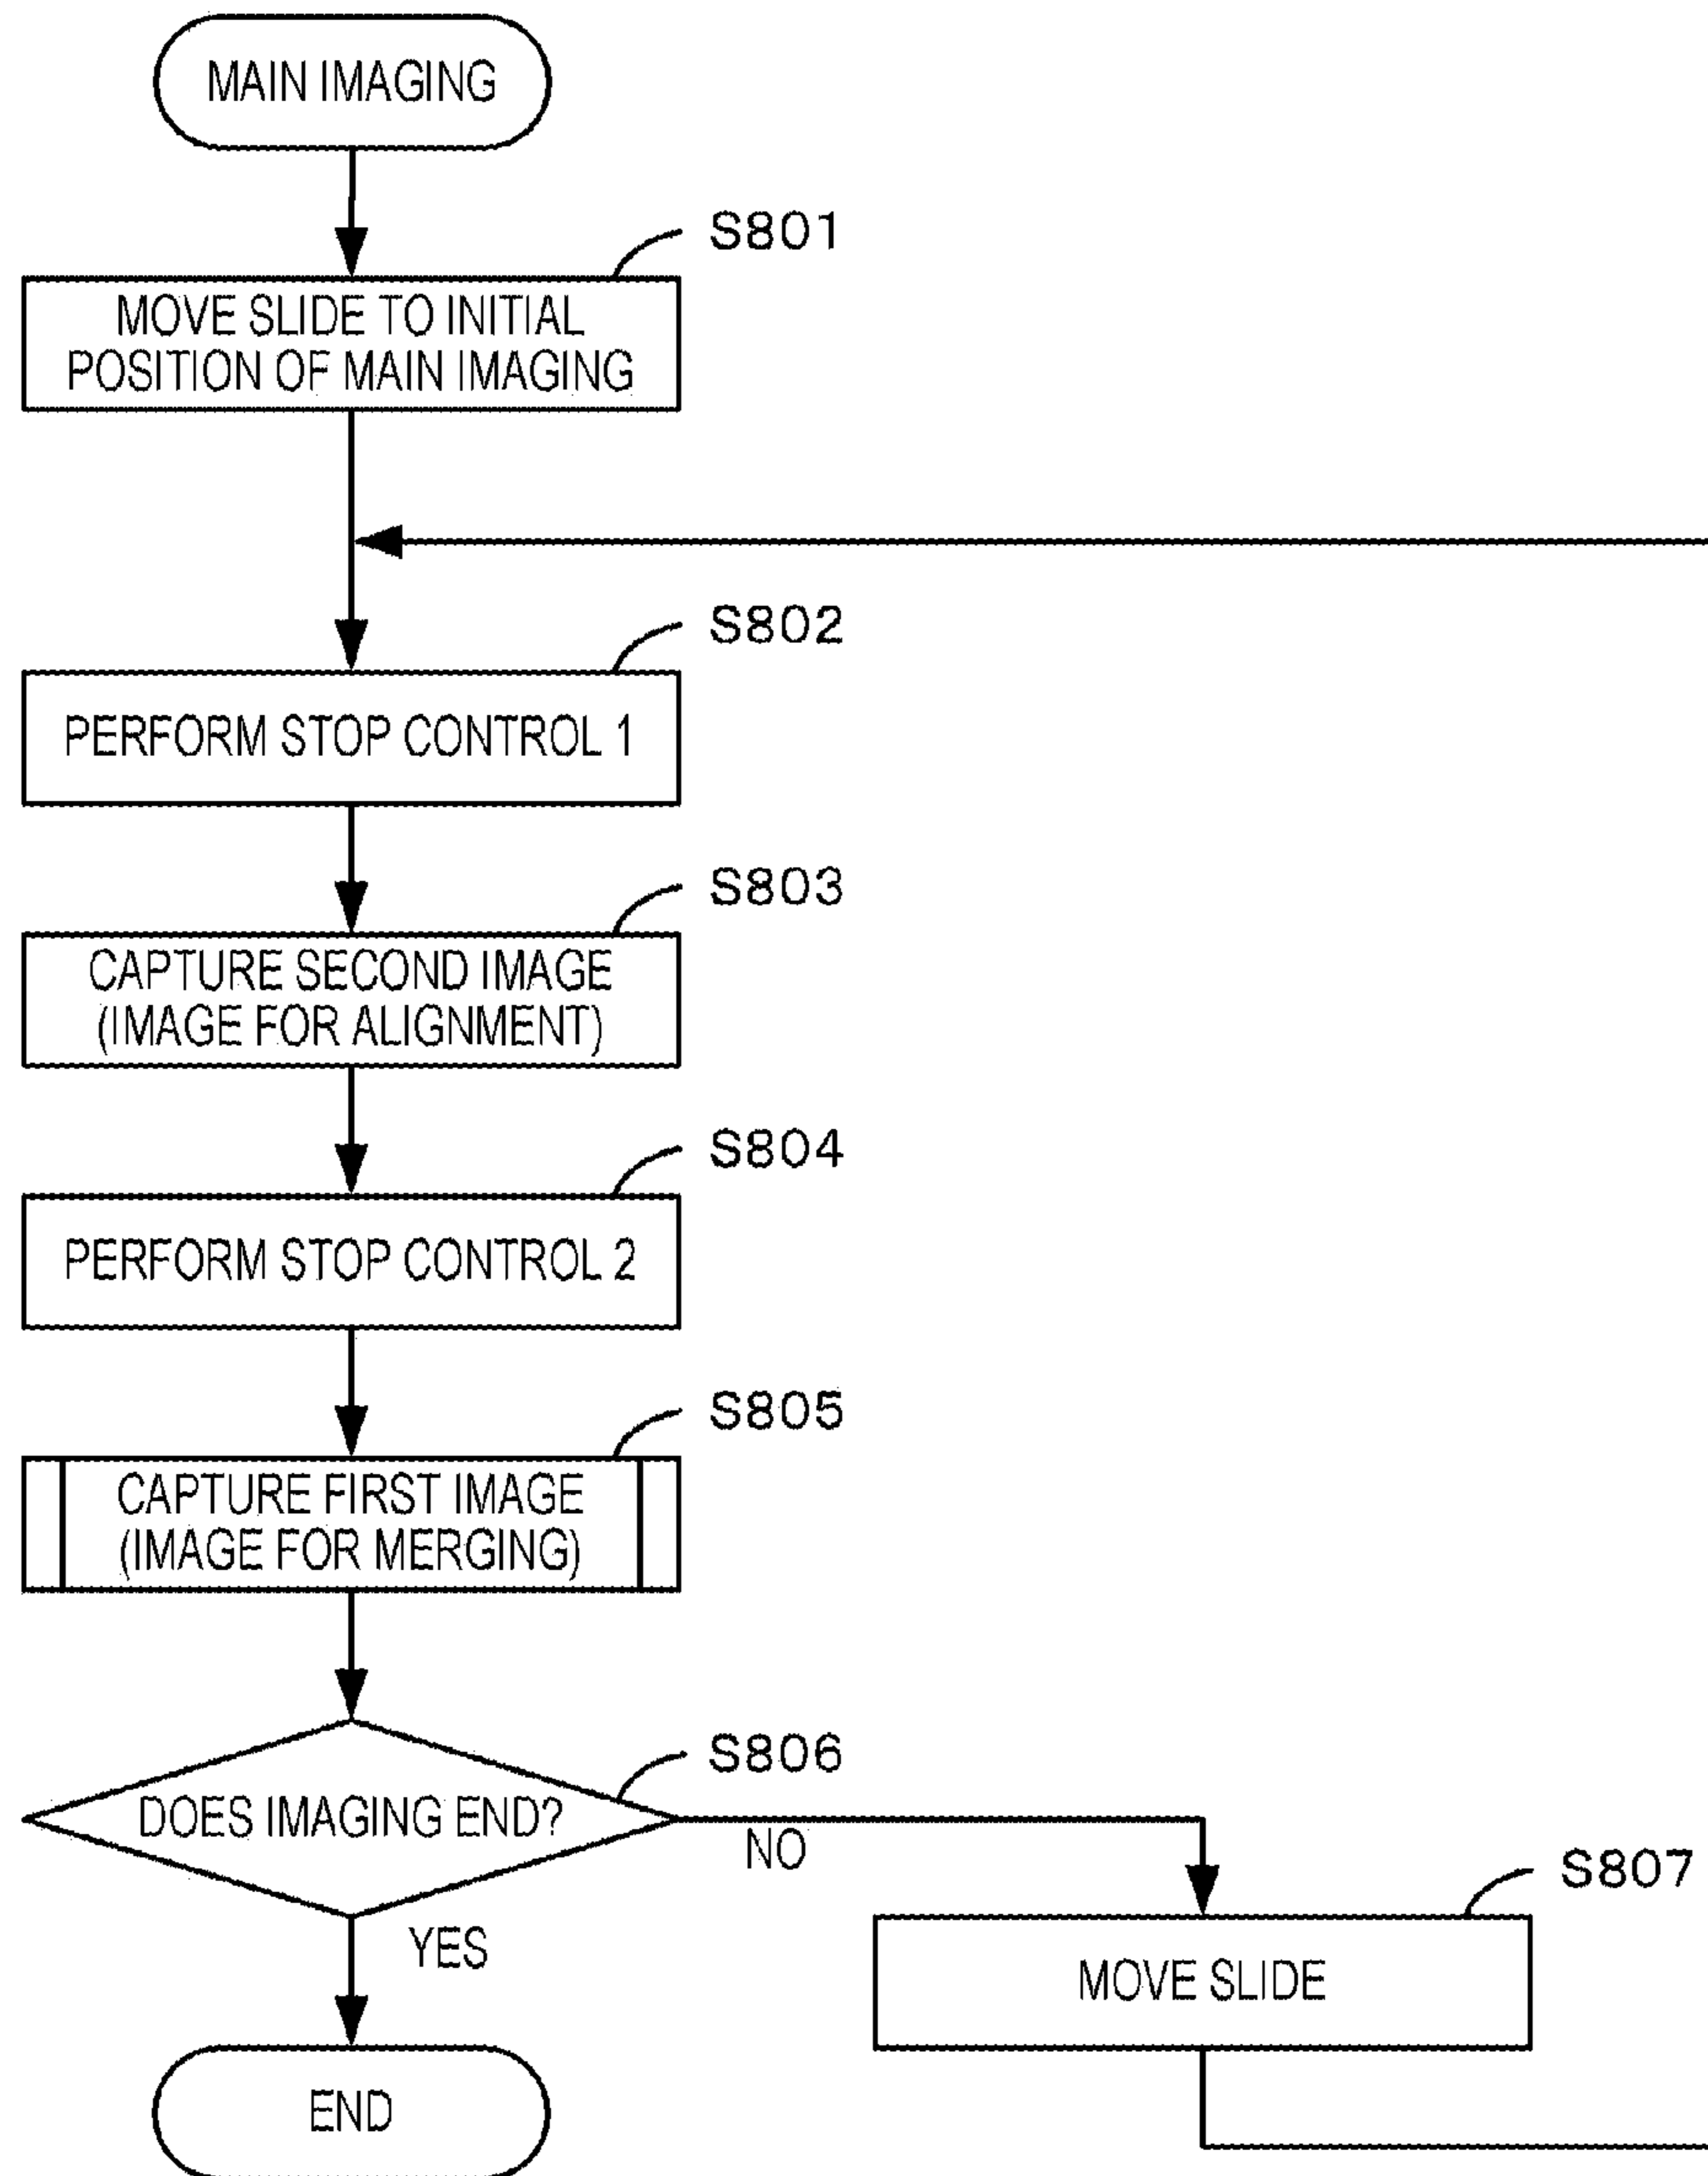 MAIN IMAGING
S801
MOVE SLIDE TO INITIAL
POSITION OF MAIN IMAGING
S802
PERFORM STOP CONTROL 1
S803
CAPTURE SECOND IMAGE
(IMAGE FOR ALIGNMENT)
S804
PERFORM STOP CONTROL 2
S805
CAPTURE FIRST IMAGE
(IMAGE FOR MERGING)
S806
DOES IMAGING END?
NO
S807
YES
MOVE SLIDE
END